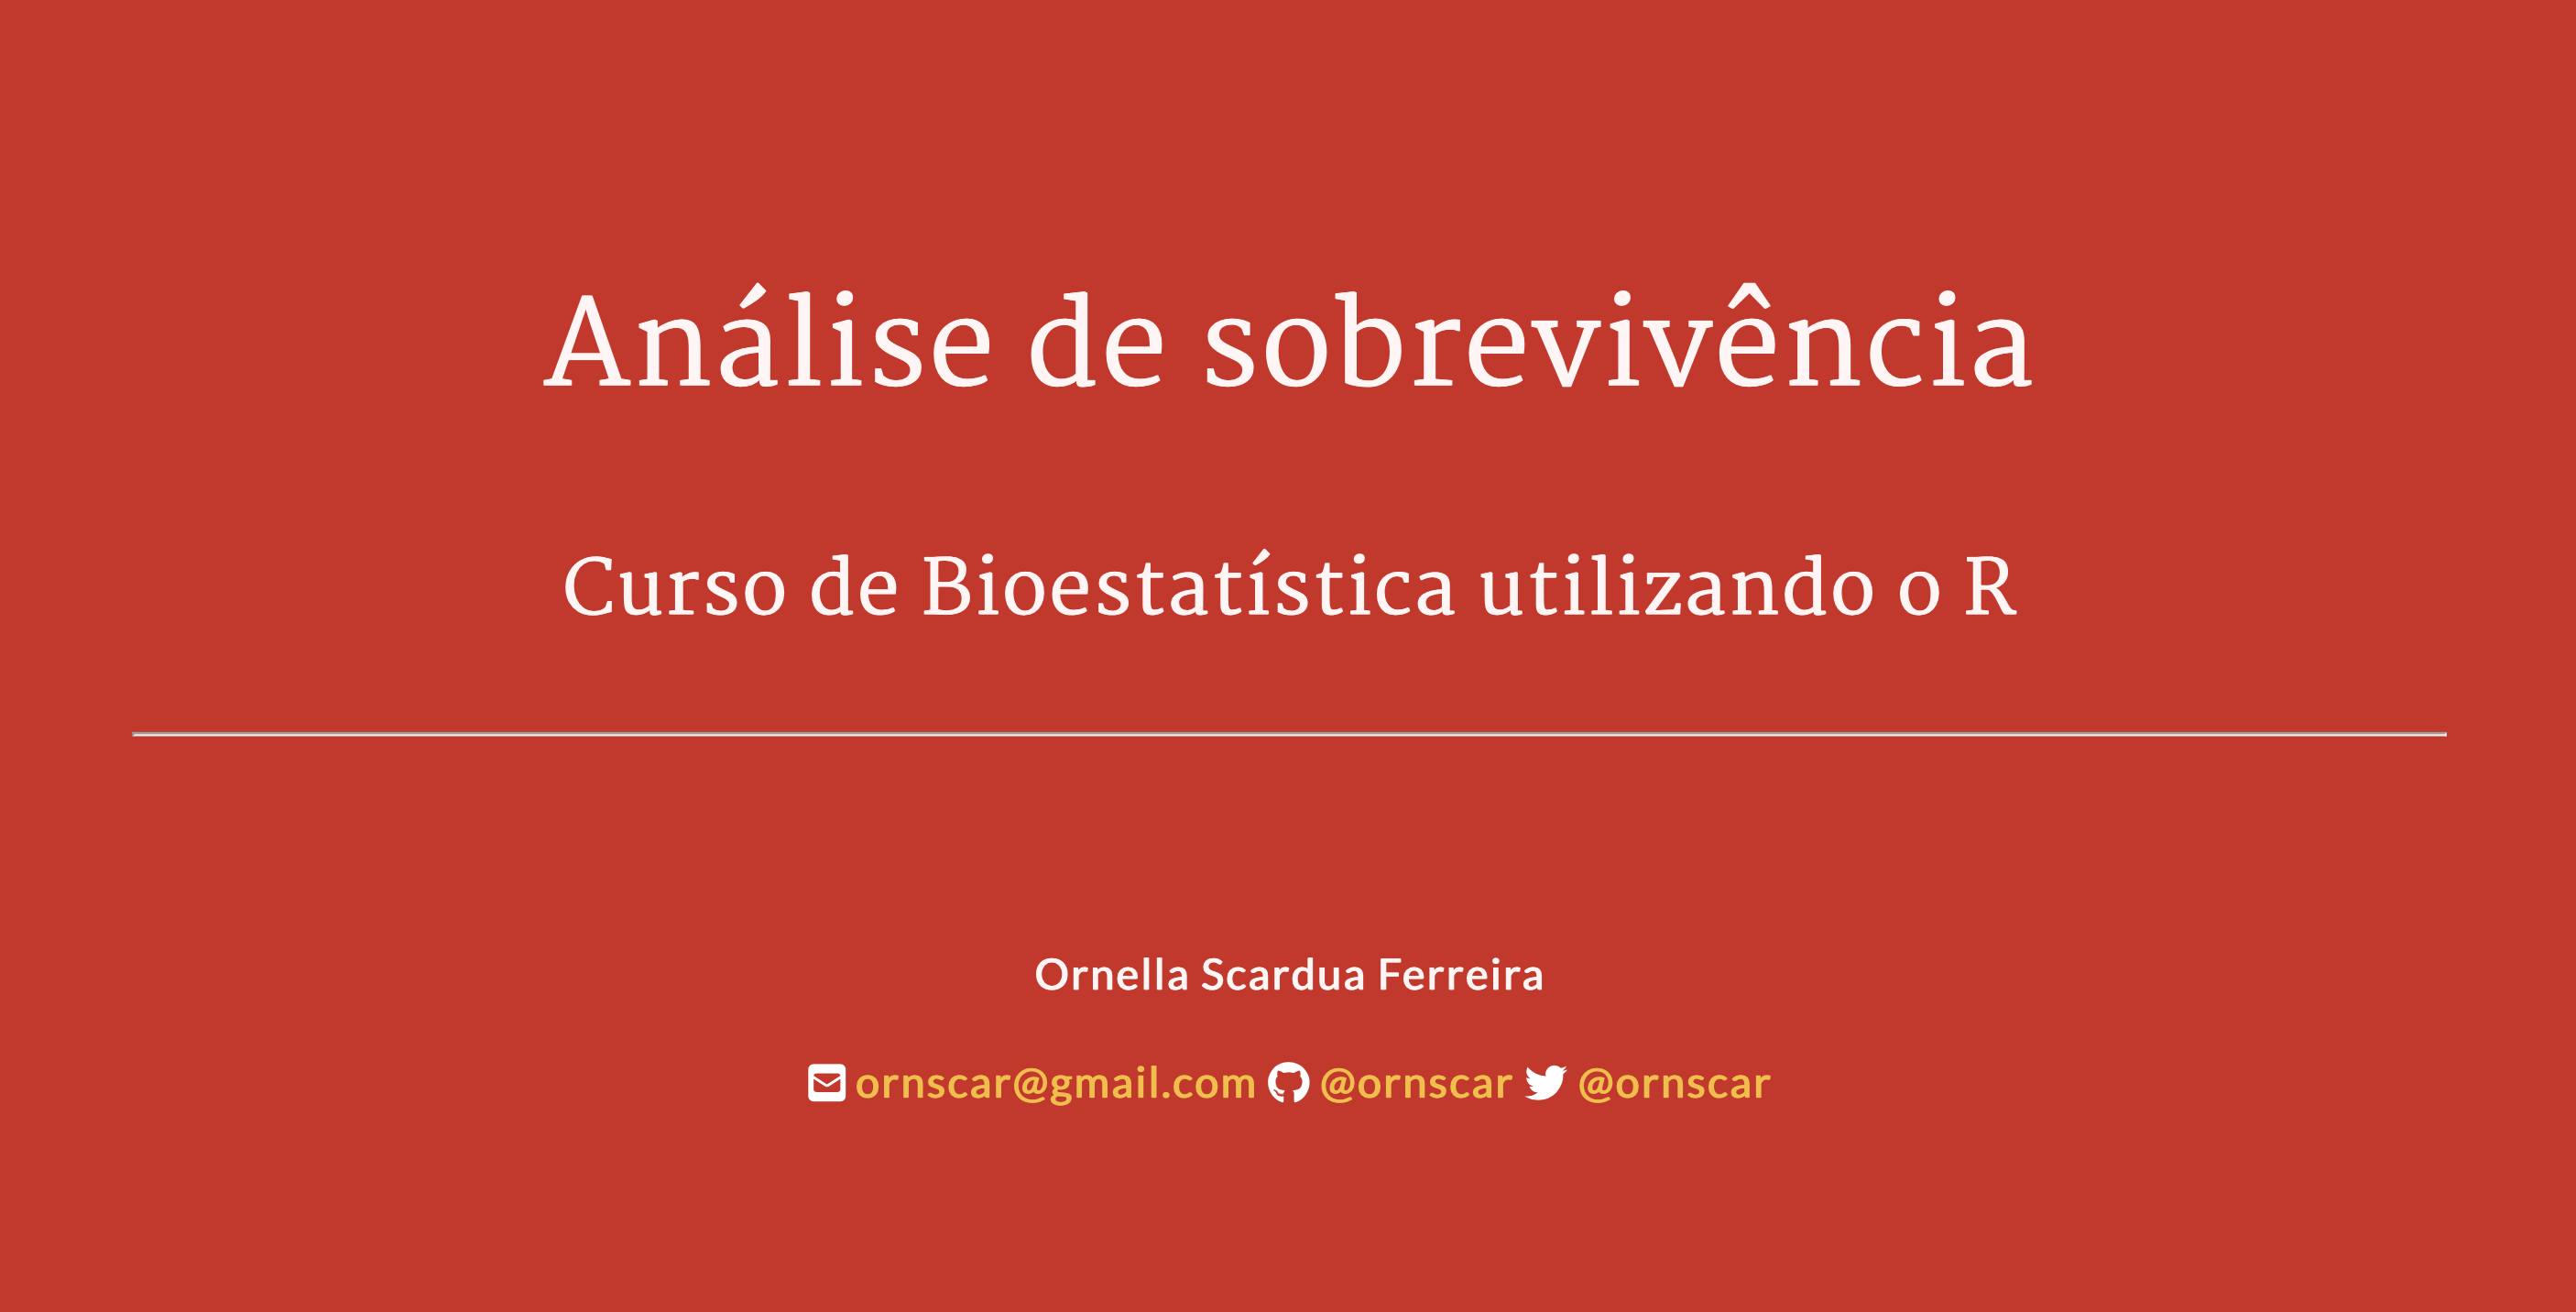 Análise de sobrevivência
Curso de Bioestatística utilizando o R
Ornella Scardua Ferreira
ornscar@gmail.com @ornscar @ornscar